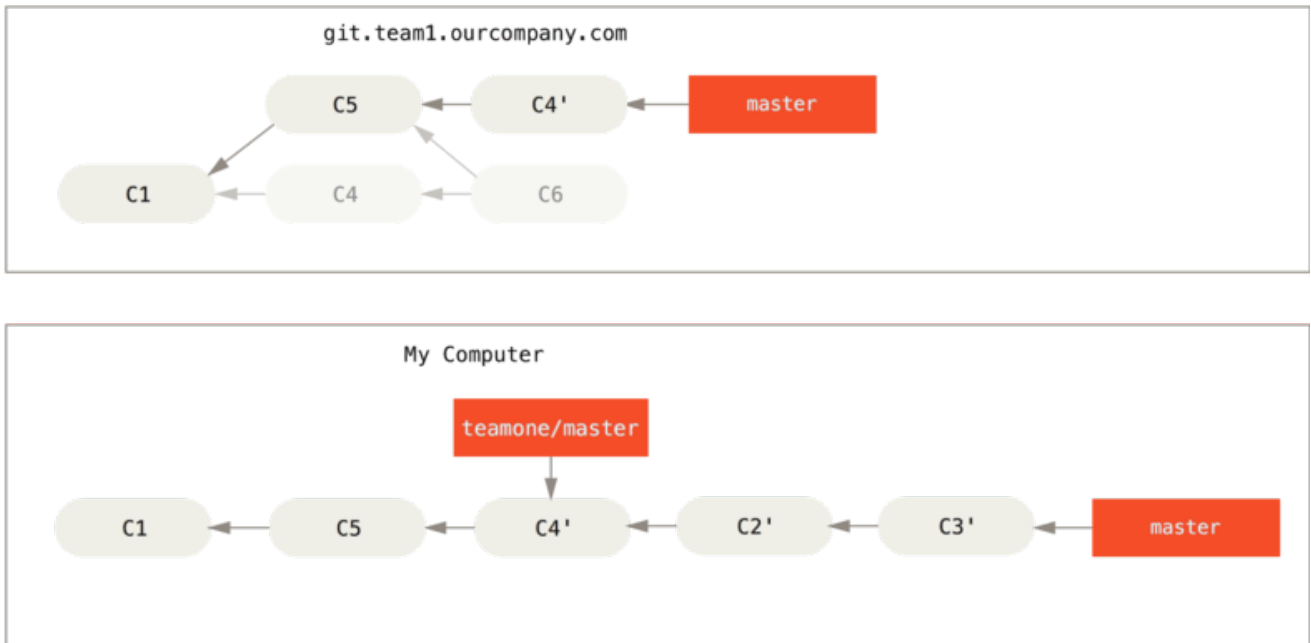 git.team1.ourcompany.com
C5 C4' master
C1 C4 C6
My Computer
teamone/master
C1 C5 C4' C2' C3' master